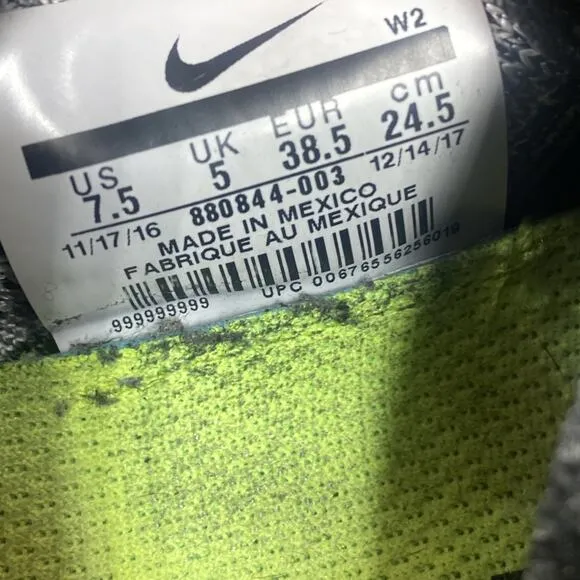 W2
US UK EUR cm
7.5 5 38.5 24.5
11/17/16 880844-003 12/14/17
MADE IN MEXICO
FABRIQUE AU MEXIQUE
999999999 UPC 00676556256019